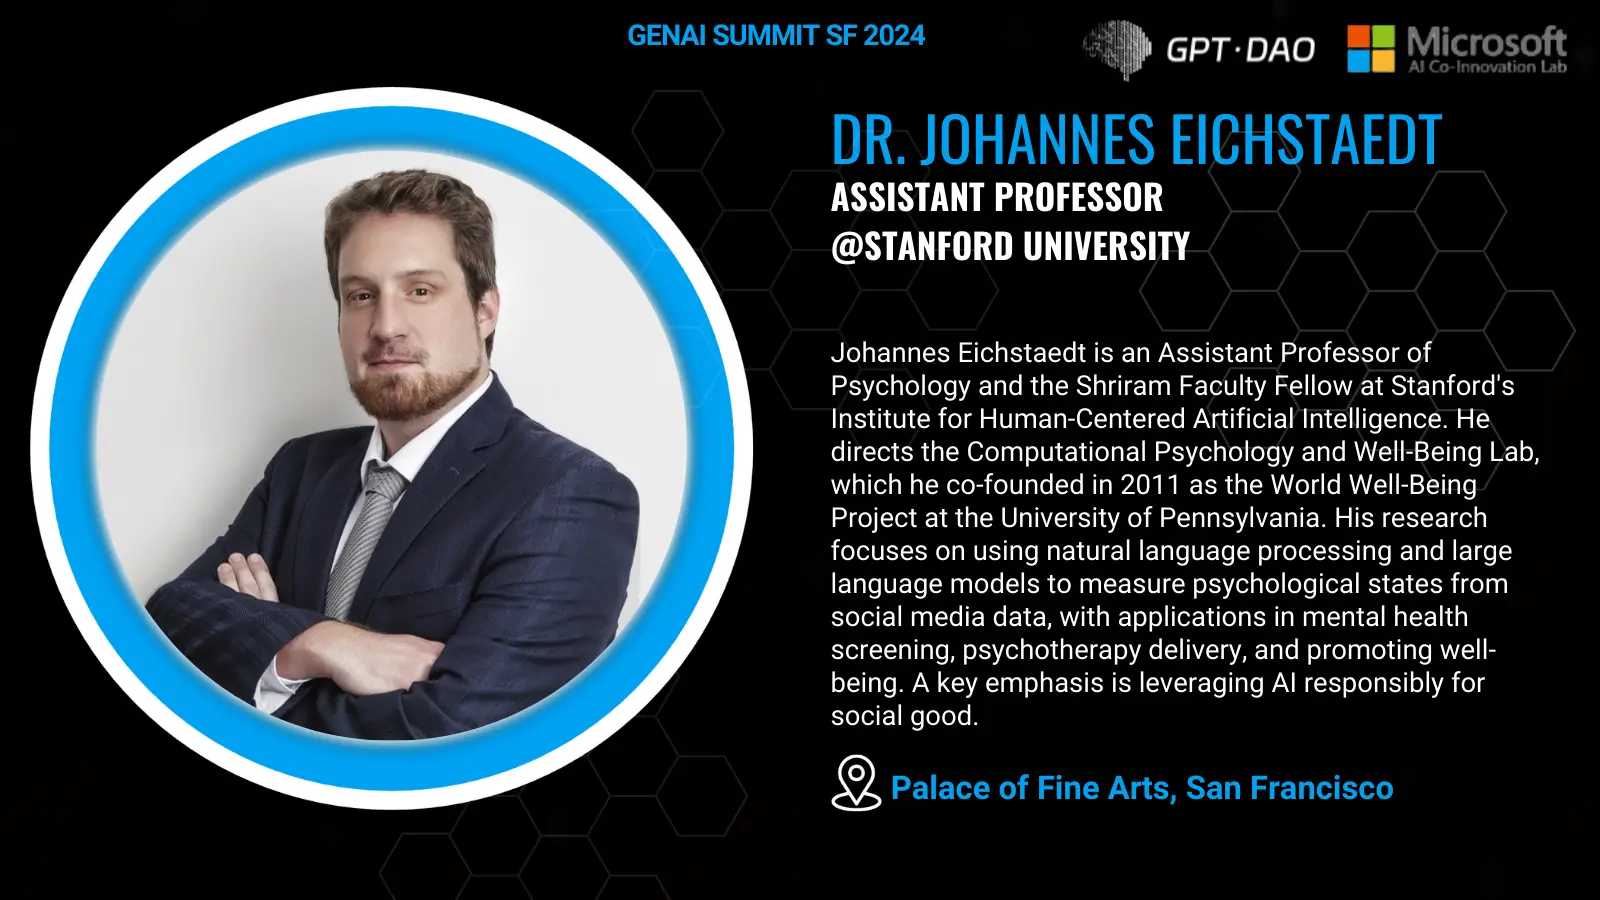 GENAI SUMMIT SF 2024
GPT·DAO
Microsoft
AI Co-Innovation Lab
DR. JOHANNES EICHSTAEDT
ASSISTANT PROFESSOR
@STANFORD UNIVERSITY
Johannes Eichstaedt is an Assistant Professor of
Psychology and the Shriram Faculty Fellow at Stanford's
Institute for Human-Centered Artificial Intelligence. He
directs the Computational Psychology and Well-Being Lab,
which he co-founded in 2011 as the World Well-Being
Project at the University of Pennsylvania. His research
focuses on using natural language processing and large
language models to measure psychological states from
social media data, with applications in mental health
screening, psychotherapy delivery, and promoting well-
being. A key emphasis is leveraging AI responsibly for
social good.
Palace of Fine Arts, San Francisco